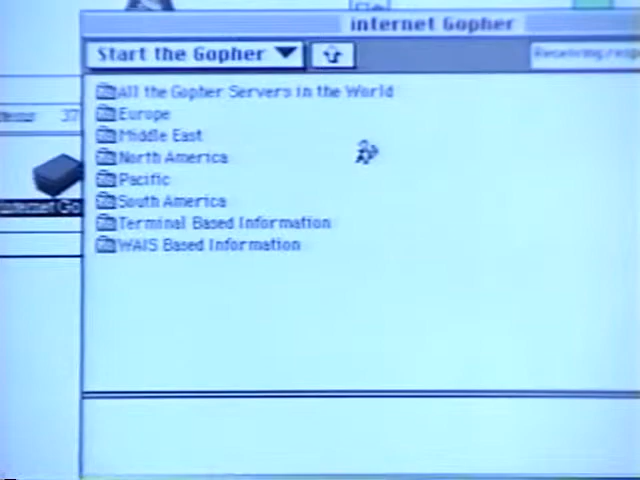 internet Gopher
Start the Gopher
All the Gopher Servers in the World
Europe
Middle East
North America
Pacific
South America
Terminal Based Information
WAIS Based Information
37